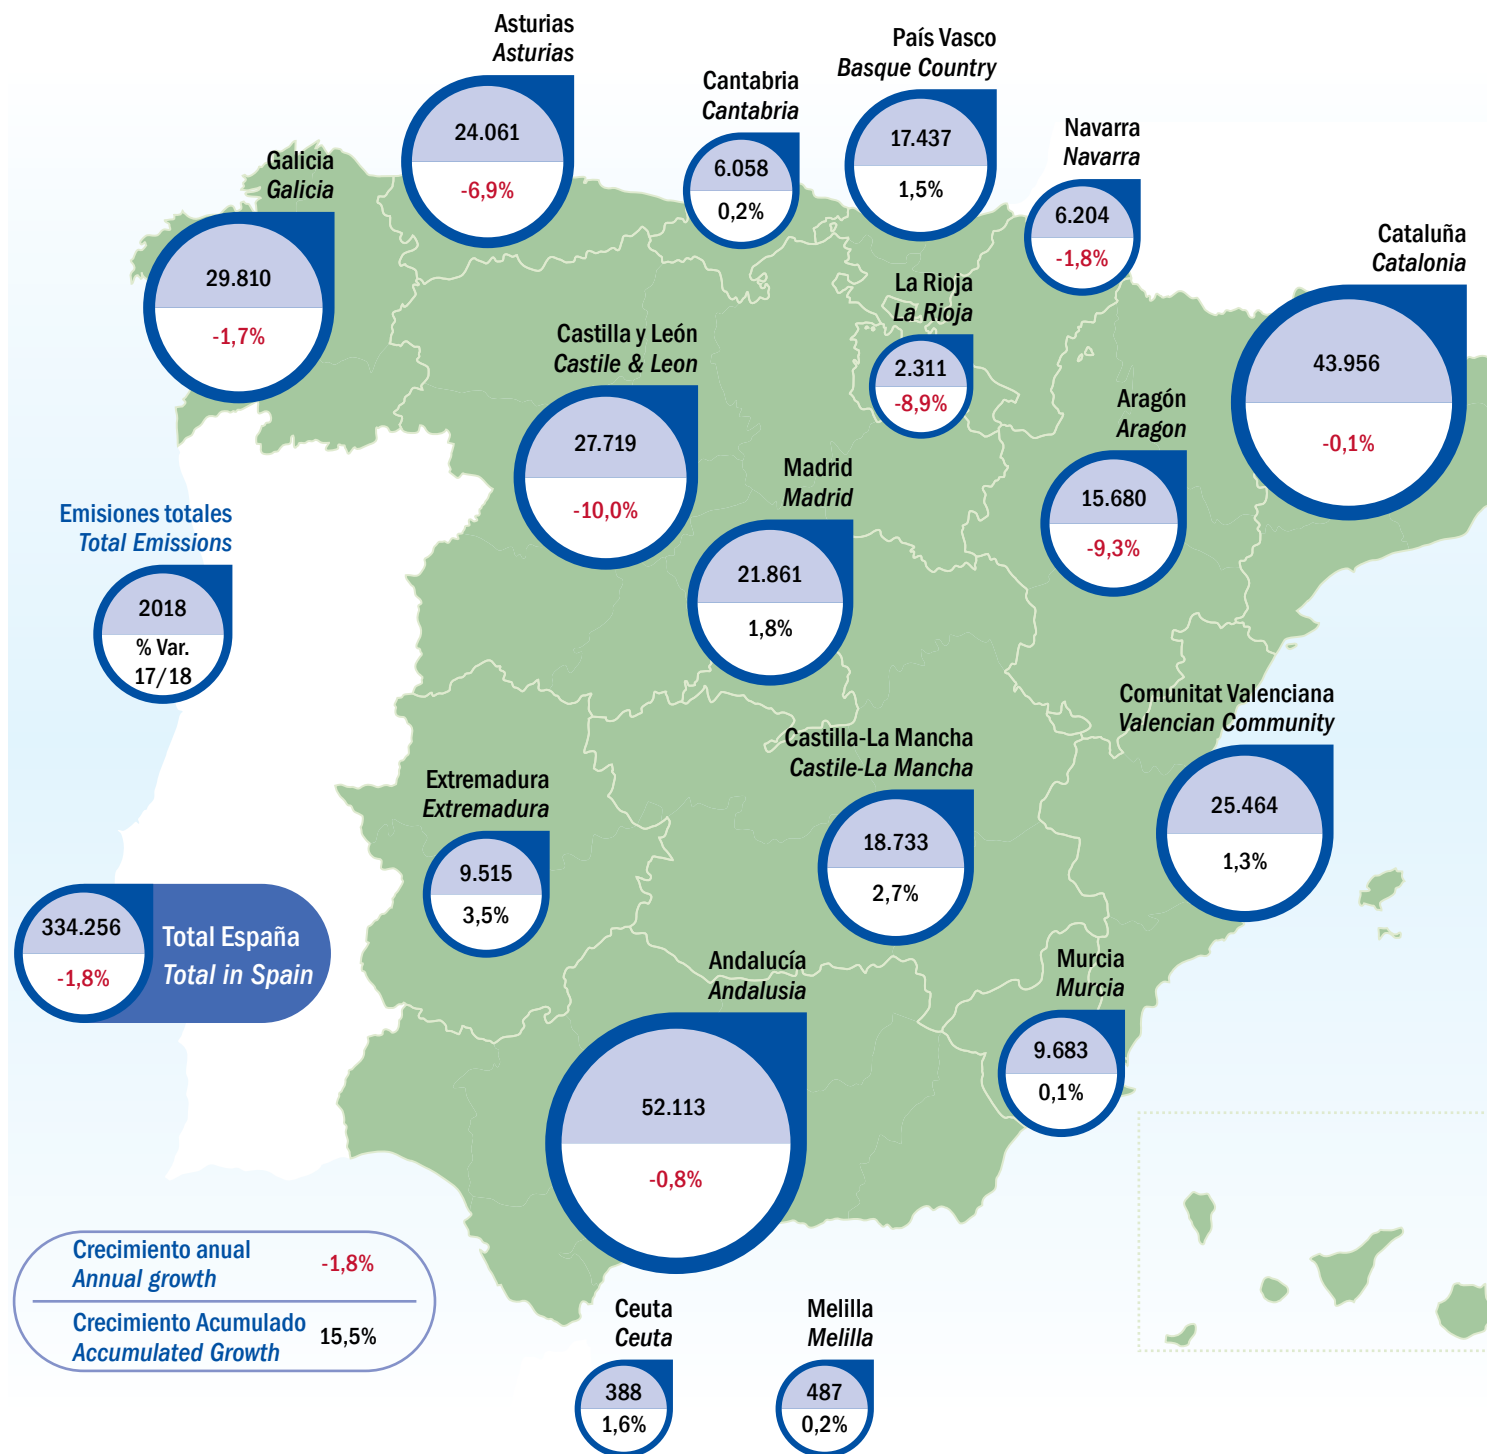 Asturias
Asturias
24.061
-6,9%
Cantabria
Cantabria
6.058
0,2%
País Vasco
Basque Country
17.437
1,5%
Navarra
Navarra
6.204
-1,8%
Galicia
Galicia
29.810
-1,7%
Cataluña
Catalonia
43.956
-0,1%
La Rioja
La Rioja
2.311
-8,9%
Castilla y León
Castile & Leon
27.719
-10,0%
Aragón
Aragon
15.680
-9,3%
Madrid
Madrid
21.861
1,8%
Emisiones totales
Total Emissions
2018
% Var.
17/18
Comunitat Valenciana
Valencian Community
25.464
1,3%
Castilla-La Mancha
Castile-La Mancha
18.733
2,7%
Extremadura
Extremadura
9.515
3,5%
334.256
-1,8%
Total España
Total in Spain
Andalucía
Andalusia
52.113
-0,8%
Murcia
Murcia
9.683
0,1%
Crecimiento anual
Annual growth
-1,8%
Crecimiento Acumulado
Accumulated Growth
15,5%
Ceuta
Ceuta
388
1,6%
Melilla
Melilla
487
0,2%